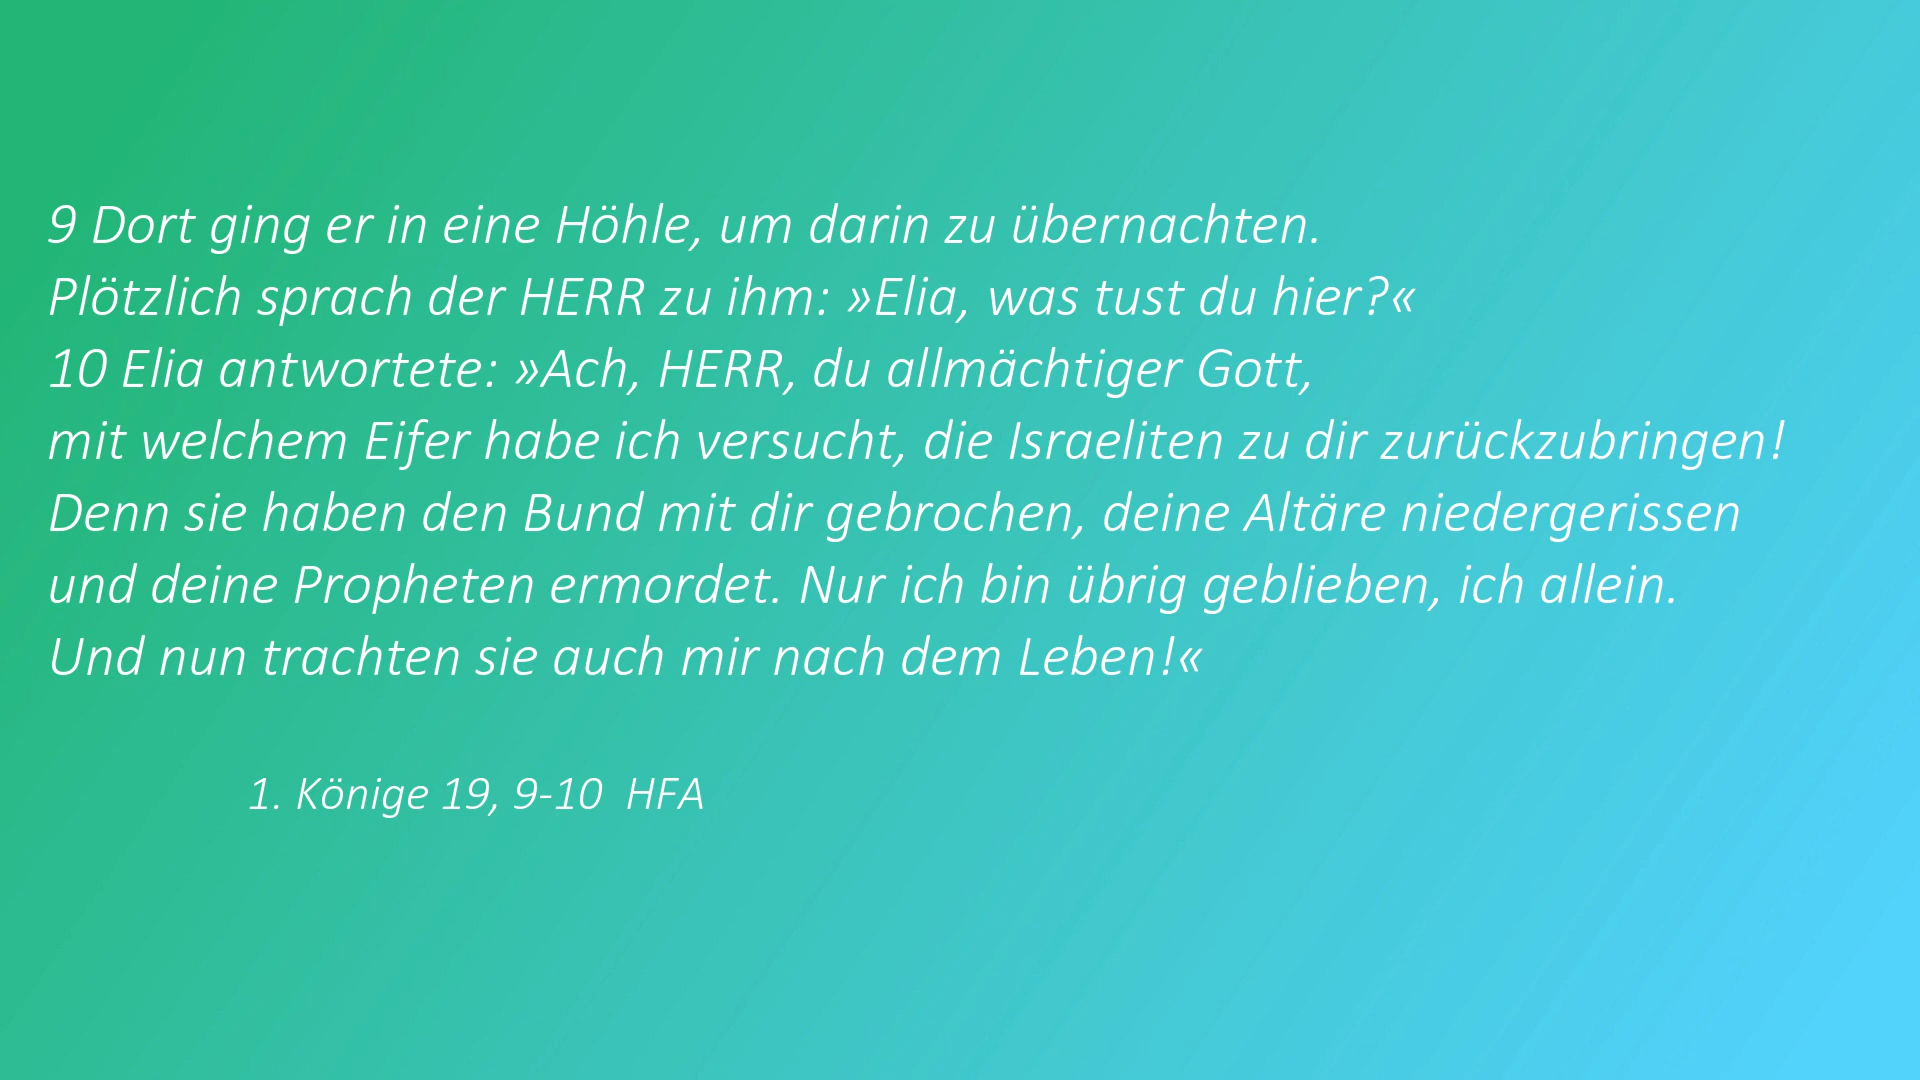 9 Dort ging er in eine Höhle, um darin zu übernachten.
Plötzlich sprach der HERR zu ihm: »Elia, was tust du hier?«
10 Elia antwortete: »Ach, HERR, du allmächtiger Gott,
mit welchem Eifer habe ich versucht, die Israeliten zu dir zurückzubringen!
Denn sie haben den Bund mit dir gebrochen, deine Altäre niedergerissen
und deine Propheten ermordet. Nur ich bin übrig geblieben, ich allein.
Und nun trachten sie auch mir nach dem Leben!«
1. Könige 19, 9-10  HFA